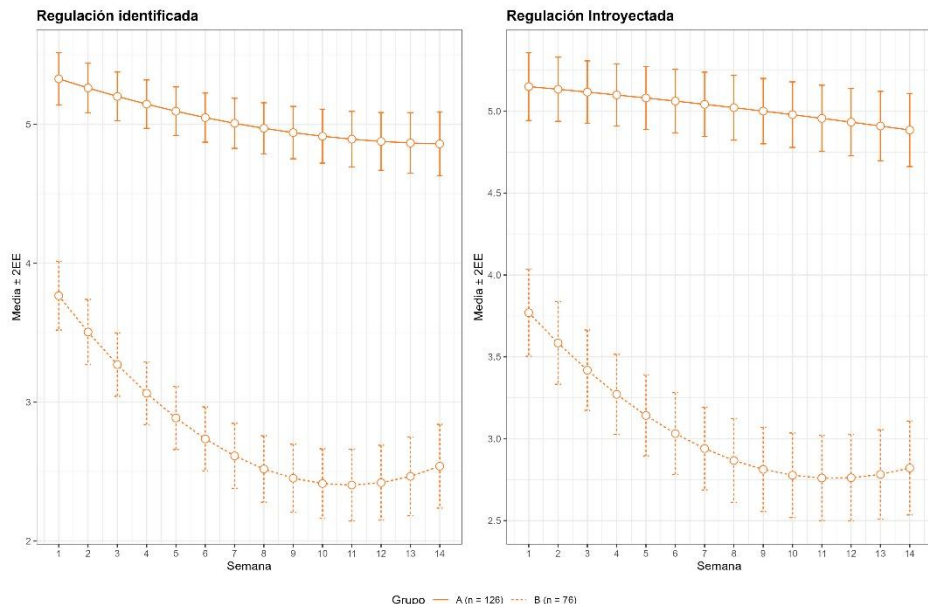 Regulación identificada
Regulación Introyectada
5
4
3
2
5.0
4.5
4.0
3.5
3.0
2.5
Media ± 2EE
Media ± 2EE
1 2 3 4 5 6 7 8 9 10 11 12 13 14
1 2 3 4 5 6 7 8 9 10 11 12 13 14
Semana
Semana
Grupo A (n = 126) B (n = 76)